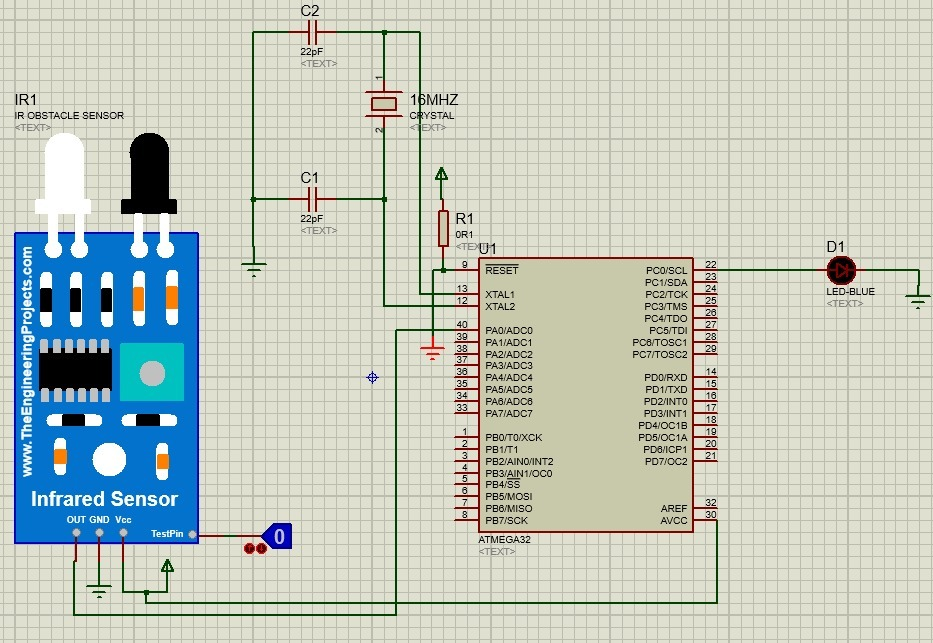 C2
22pF
<TEXT>
1
16MHZ
CRYSTAL
<TEXT>
2
C1
22pF
<TEXT>
IR1
IR OBSTACLE SENSOR
<TEXT>
www.TheEngineeringProjects.com
Infrared Sensor
OUT GND Vcc
TestPin
0
R1
0R1
<TEXT>
U1
9 RESET
13 XTAL1
12 XTAL2
40 PA0/ADC0
39 PA1/ADC1
38 PA2/ADC2
37 PA3/ADC3
36 PA4/ADC4
35 PA5/ADC5
34 PA6/ADC6
33 PA7/ADC7
1 PB0/T0/XCK
2 PB1/T1
3 PB2/AIN0/INT2
4 PB3/AIN1/OC0
5 PB4/SS
6 PB5/MOSI
7 PB6/MISO
8 PB7/SCK
PC0/SCL 22
PC1/SDA 23
PC2/TCK 24
PC3/TMS 25
PC4/TDO 26
PC5/TDI 27
PC6/TOSC1 28
PC7/TOSC2 29
PD0/RXD 14
PD1/TXD 15
PD2/INT0 16
PD3/INT1 17
PD4/OC1B 18
PD5/OC1A 19
PD6/ICP1 20
PD7/OC2 21
AREF 32
AVCC 30
ATMEGA32
<TEXT>
D1
LED-BLUE
<TEXT>